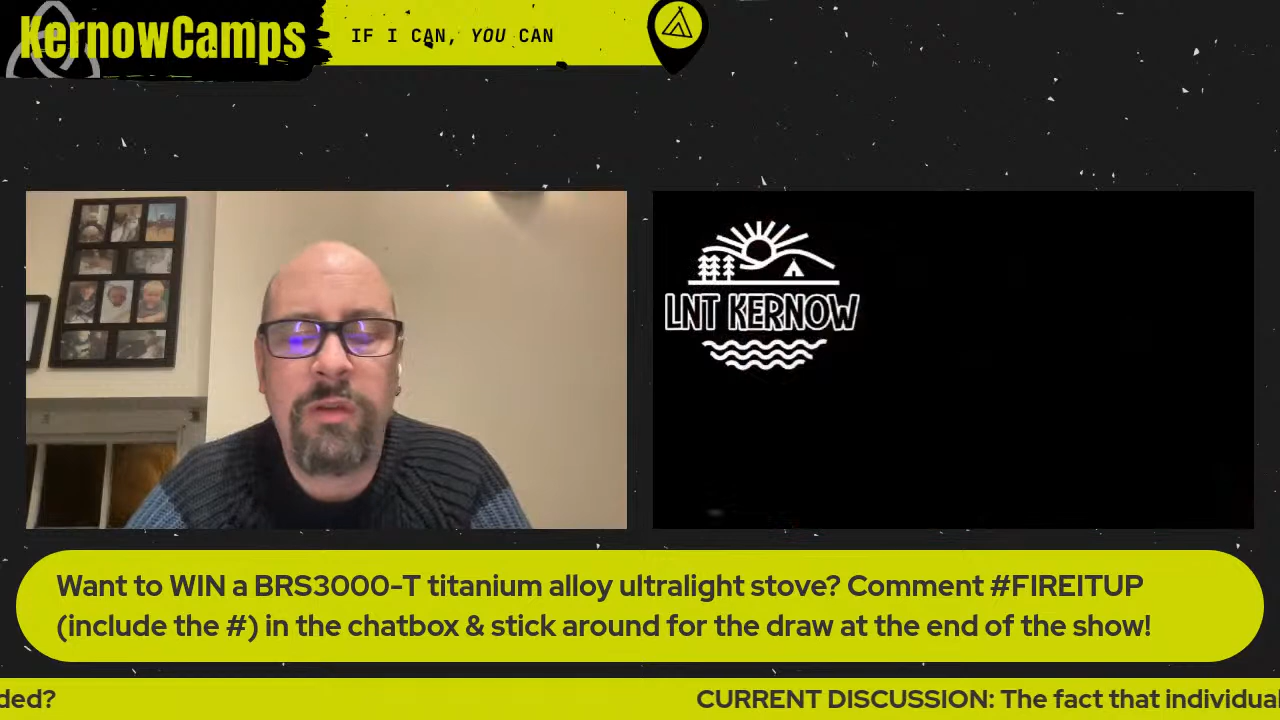 KernowCamps
IF I CAN, YOU CAN
LNT KERNOW
Want to WIN a BRS3000-T titanium alloy ultralight stove? Comment #FIREITUP
(include the #) in the chatbox & stick around for the draw at the end of the show!
ded? CURRENT DISCUSSION: The fact that individual